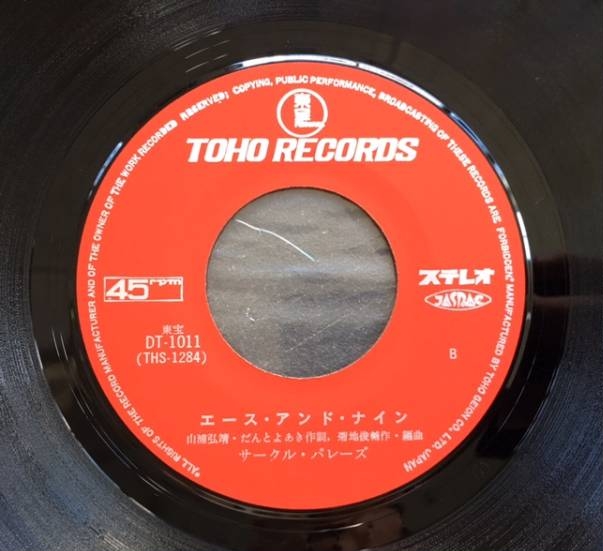 *ALL RIGHTS OF THE RECORD MANUFACTURER AND OF THE OWNER OF THE WORK RECORDED RESERVED; COPYING, PUBLIC PERFORMANCE, BROADCASTING OF THESE RECORDS ARE FORBIDDEN. MANUFACTURED BY TOHO GEION CO., LTD. JAPAN
東宝
TOHO RECORDS
45rpm
ステレオ
JASRAC
東宝
DT-1011
(THS-1284)
B
エース・アンド・ナイン
山浦弘靖・だんとよあき作詞, 菊地俊輔作・編曲
サークル・バレーズ